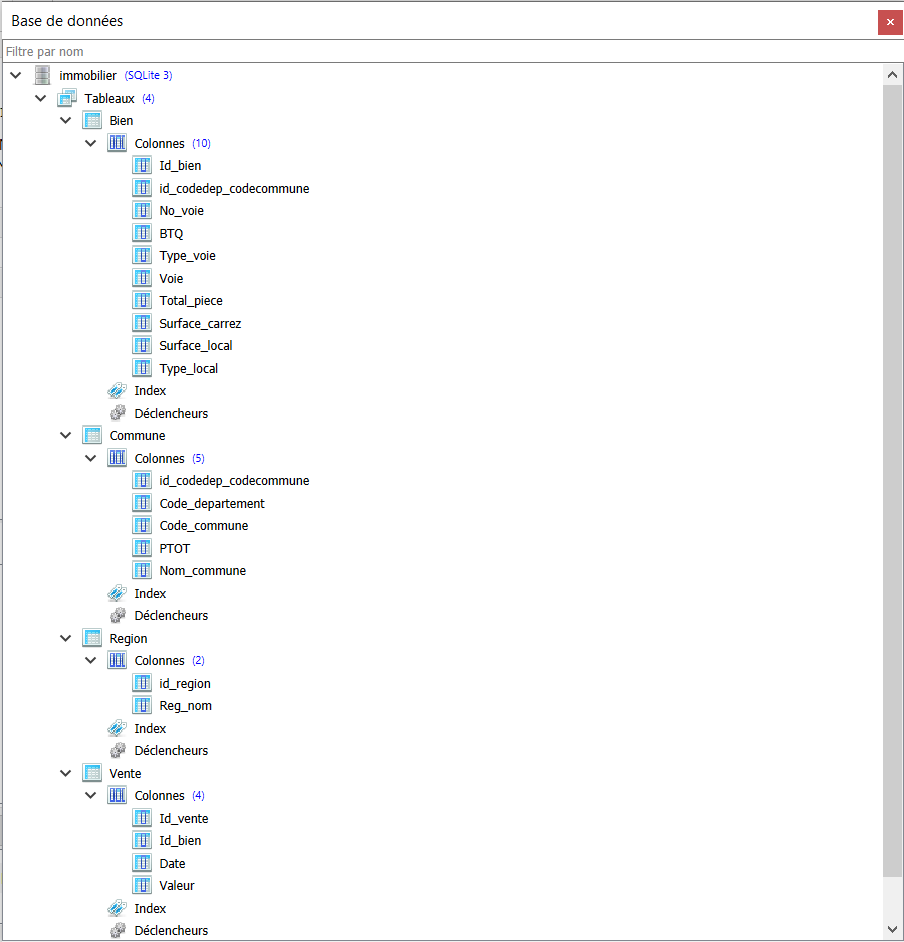 Base de données
Filtre par nom
immobilier (SQLite 3)
Tableaux (4)
Bien
Colonnes (10)
Id_bien
id_codedep_codecommune
No_voie
BTQ
Type_voie
Voie
Total_piece
Surface_carrez
Surface_local
Type_local
Index
Déclencheurs
Commune
Colonnes (5)
id_codedep_codecommune
Code_departement
Code_commune
PTOT
Nom_commune
Index
Déclencheurs
Region
Colonnes (2)
id_region
Reg_nom
Index
Déclencheurs
Vente
Colonnes (4)
Id_vente
Id_bien
Date
Valeur
Index
Déclencheurs